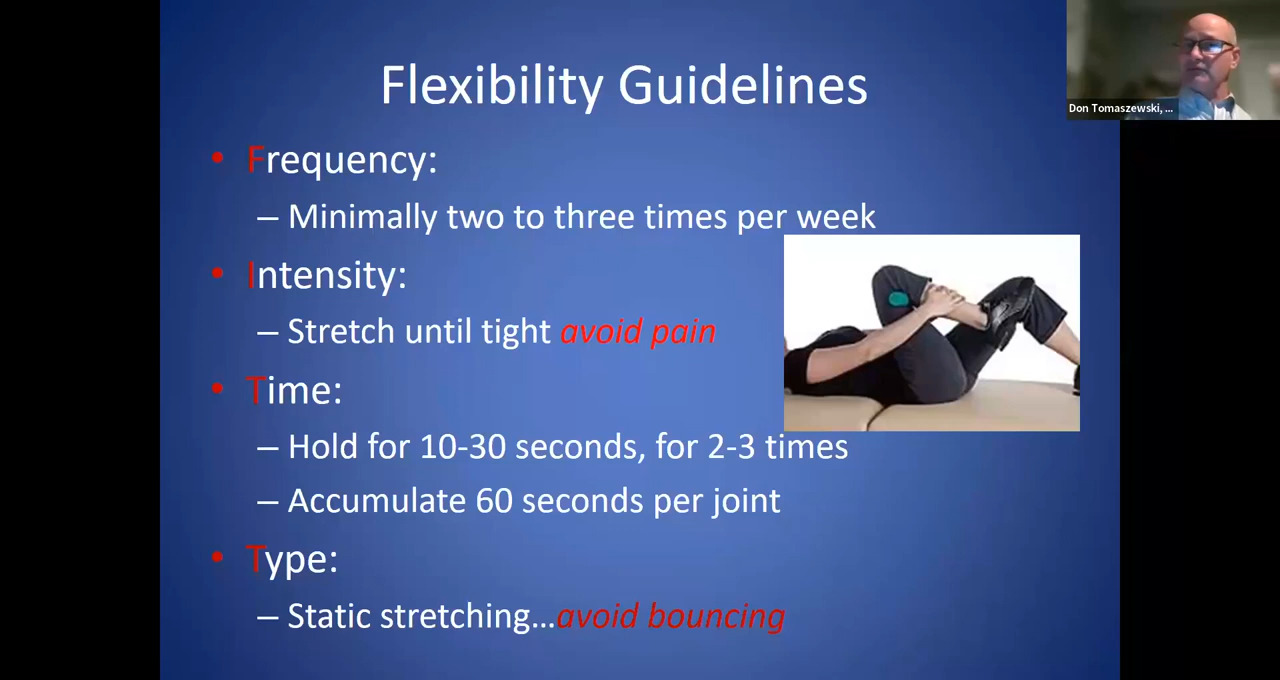 Flexibility Guidelines
Don Tomaszewski, ...
• Frequency:
– Minimally two to three times per week
• Intensity:
– Stretch until tight avoid pain
• Time:
– Hold for 10-30 seconds, for 2-3 times
– Accumulate 60 seconds per joint
• Type:
– Static stretching...avoid bouncing